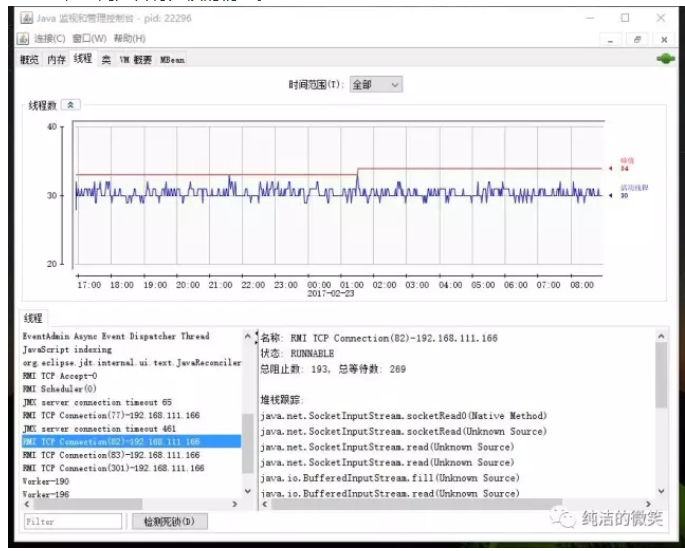 Java 监视和管理控制台 - pid: 22296
连接(C) 窗口(W) 帮助(H)
概览 内存 线程 类 VM 概要 MBean
时间范围(T): 全部
线程数
40
30
20
峰值
34
活动线程
30
17:00 18:00 19:00 20:00 21:00 22:00 23:00 00:00 01:00 02:00 03:00 04:00 05:00 06:00 07:00 08:00
2017-02-23
线程
EventAdmin Async Event Dispatcher Thread
JavaScript indexing
org.eclipse.jdt.internal.ui.text.JavaReconciler
RMI TCP Accept-0
RMI Scheduler(0)
JMX server connection timeout 65
RMI TCP Connection(77)-192.168.111.166
JMX server connection timeout 461
RMI TCP Connection(82)-192.168.111.166
RMI TCP Connection(83)-192.168.111.166
RMI TCP Connection(301)-192.168.111.166
Worker-190
Worker-196
Filter
检测死锁(D)
名称: RMI TCP Connection(82)-192.168.111.166
状态: RUNNABLE
总阻止数: 193, 总等待数: 269
堆栈跟踪:
java.net.SocketInputStream.socketRead0(Native Method)
java.net.SocketInputStream.socketRead(Unknown Source)
java.net.SocketInputStream.read(Unknown Source)
java.net.SocketInputStream.read(Unknown Source)
java.io.BufferedInputStream.fill(Unknown Source)
java.io.BufferedInputStream.read(Unknown Source)
纯洁的微笑